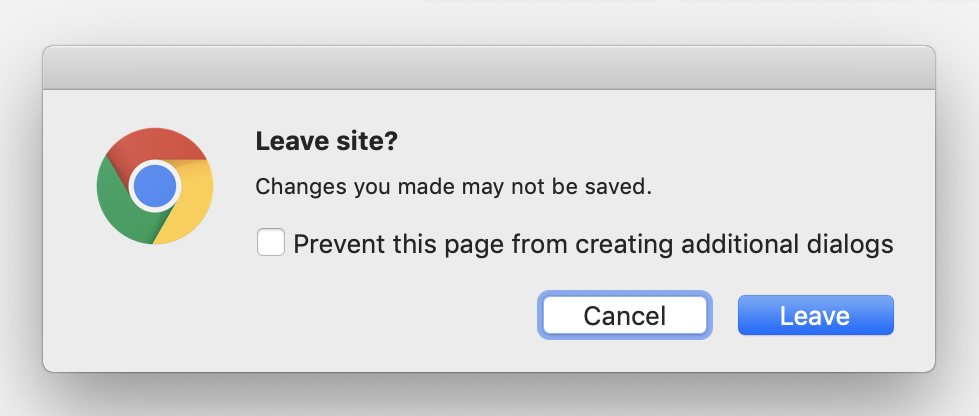 Leave site?
Changes you made may not be saved.
Prevent this page from creating additional dialogs
Cancel
Leave